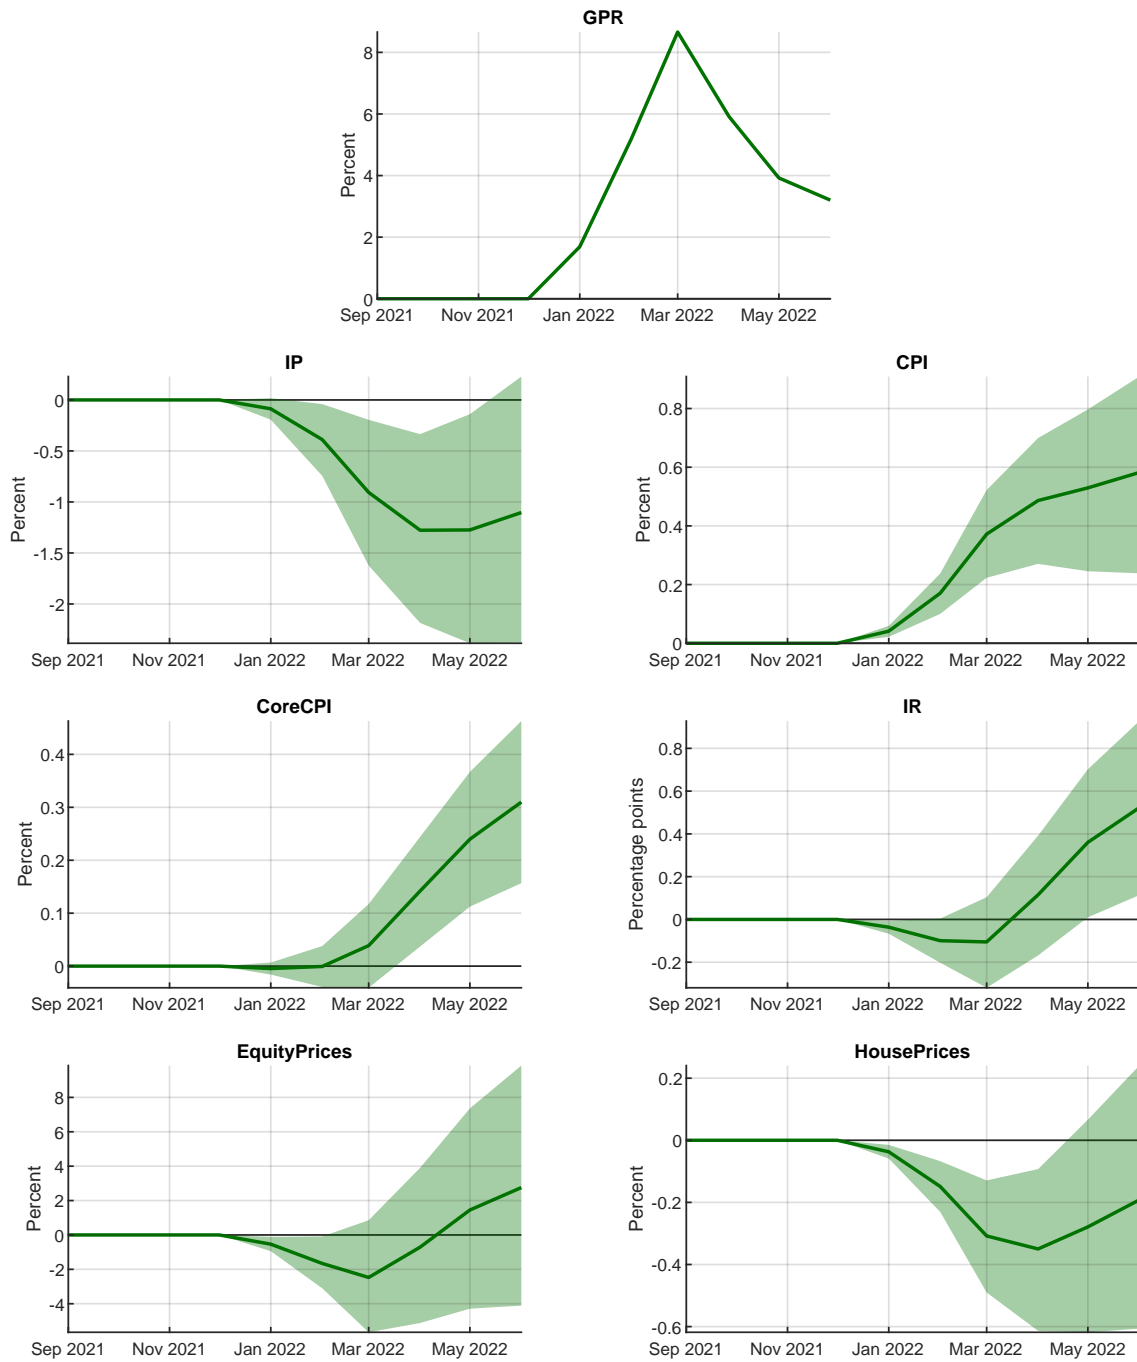 GPR
Percent
8
6
4
2
0
Sep 2021 Nov 2021 Jan 2022 Mar 2022 May 2022
IP
Percent
0
-0.5
-1
-1.5
-2
Sep 2021 Nov 2021 Jan 2022 Mar 2022 May 2022
CPI
Percent
0.8
0.6
0.4
0.2
0
Sep 2021 Nov 2021 Jan 2022 Mar 2022 May 2022
CoreCPI
Percent
0.4
0.3
0.2
0.1
0
Sep 2021 Nov 2021 Jan 2022 Mar 2022 May 2022
IR
Percentage points
0.8
0.6
0.4
0.2
0
-0.2
Sep 2021 Nov 2021 Jan 2022 Mar 2022 May 2022
EquityPrices
Percent
8
6
4
2
0
-2
-4
Sep 2021 Nov 2021 Jan 2022 Mar 2022 May 2022
HousePrices
Percent
0.2
0
-0.2
-0.4
-0.6
Sep 2021 Nov 2021 Jan 2022 Mar 2022 May 2022